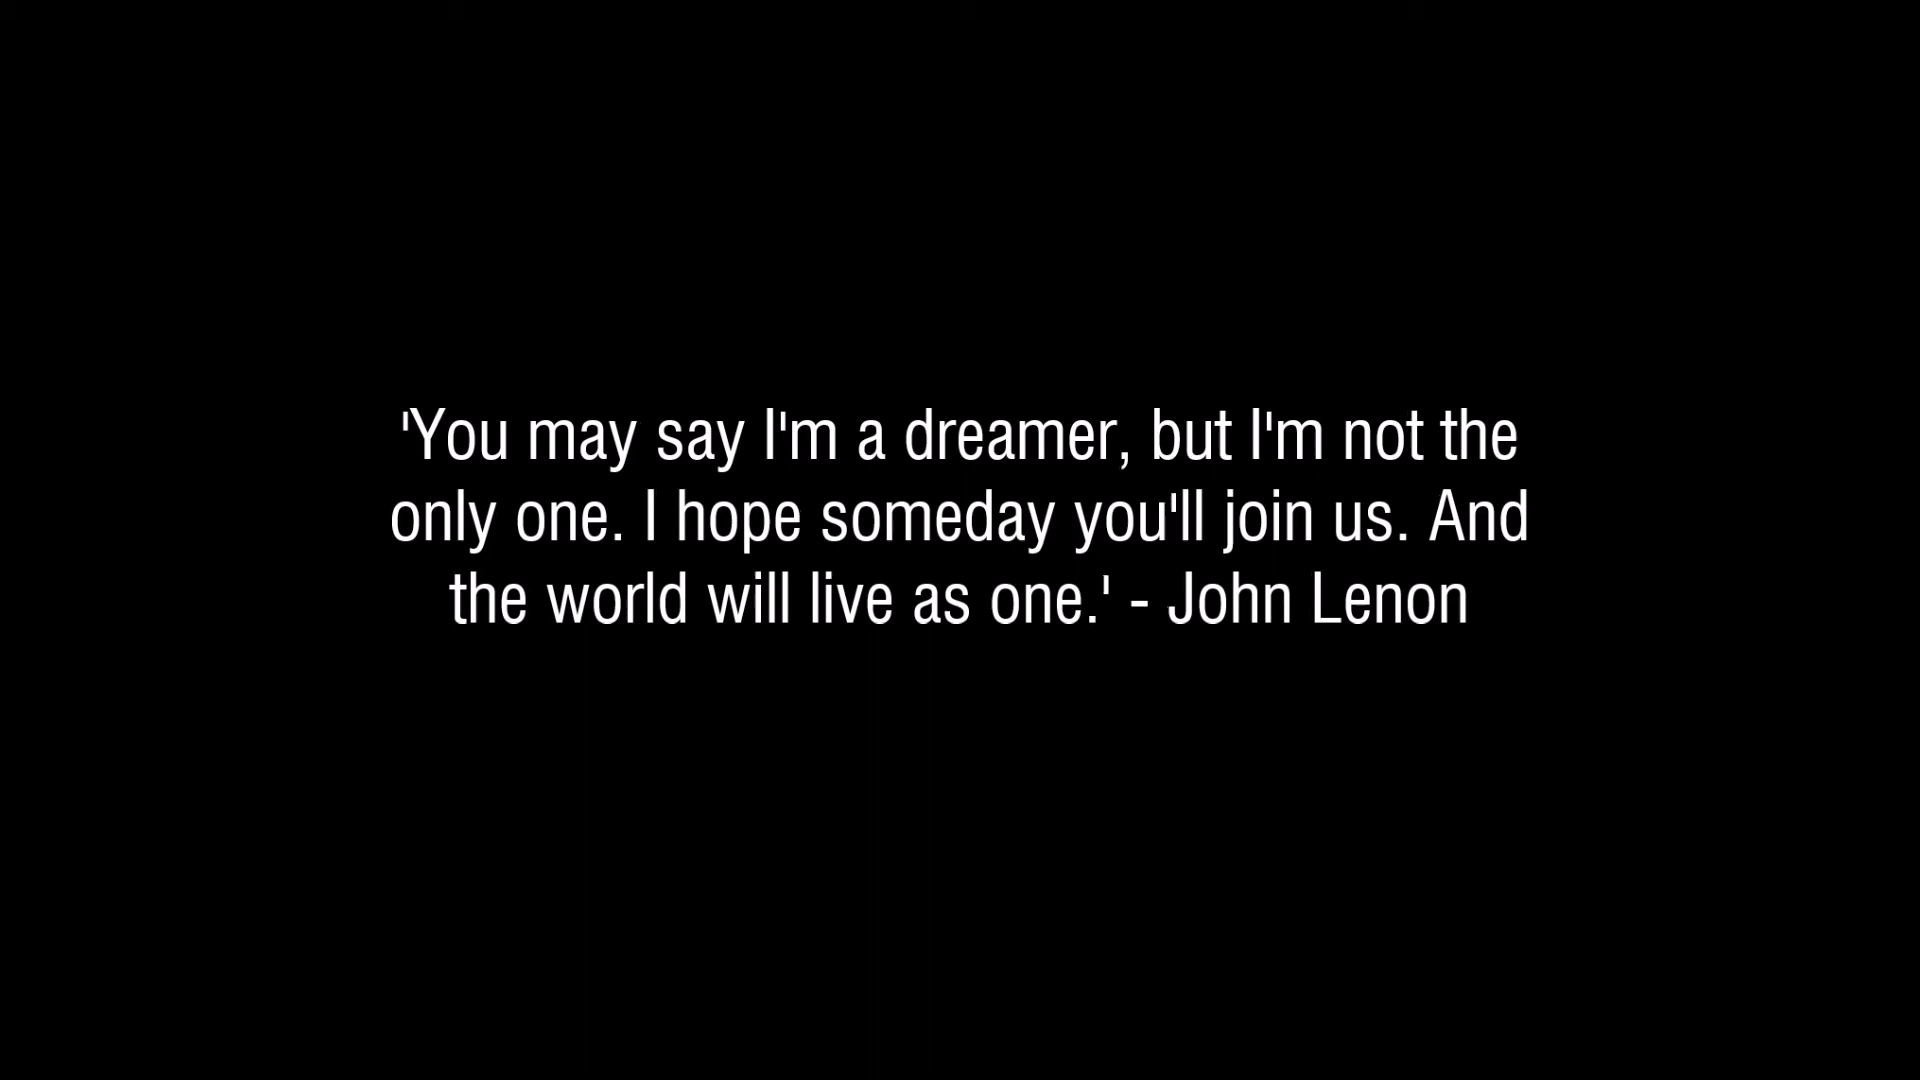 'You may say I'm a dreamer, but I'm not the
only one. I hope someday you'll join us. And
the world will live as one.' - John Lenon